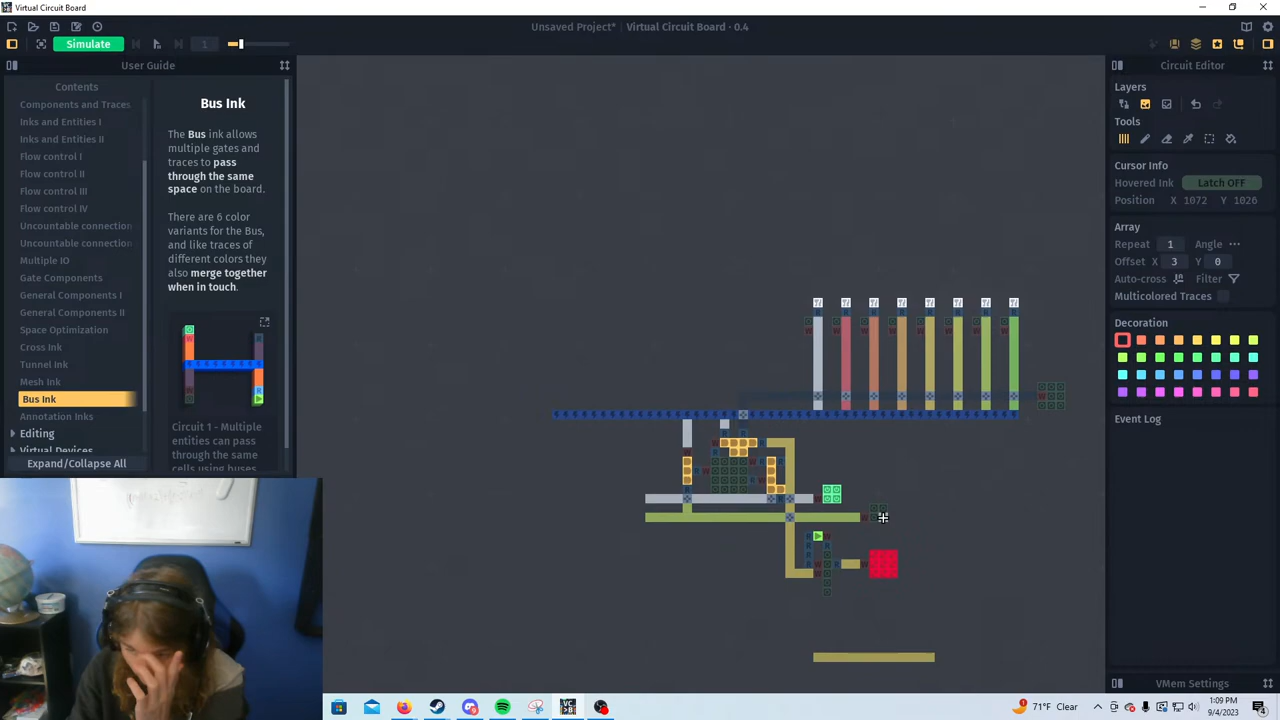 Virtual Circuit Board
Unsaved Project* | Virtual Circuit Board · 0.4
Simulate
1
User Guide
Circuit Editor
Contents
Components and Traces
Inks and Entities I
Inks and Entities II
Flow control I
Flow control II
Flow control III
Flow control IV
Uncountable connection
Uncountable connection
Multiple IO
Gate Components
General Components I
General Components II
Space Optimization
Cross Ink
Tunnel Ink
Mesh Ink
Bus Ink
Annotation Inks
Editing
Virtual Devices
Expand/Collapse All
Bus Ink
The Bus ink allows
multiple gates and
traces to pass
through the same
space on the board.
There are 6 color
variants for the Bus,
and like traces of
different colors they
also merge together
when in touch.
Circuit 1 - Multiple
entities can pass
through the same
cells using buses
Layers
Tools
Cursor Info
Hovered Ink Latch OFF
Position X 1072 Y 1026
Array
Repeat 1 Angle
Offset X 3 Y 0
Auto-cross Filter
Multicolored Traces
Decoration
Event Log
VMem Settings
71°F Clear
1:09 PM
9/4/2023